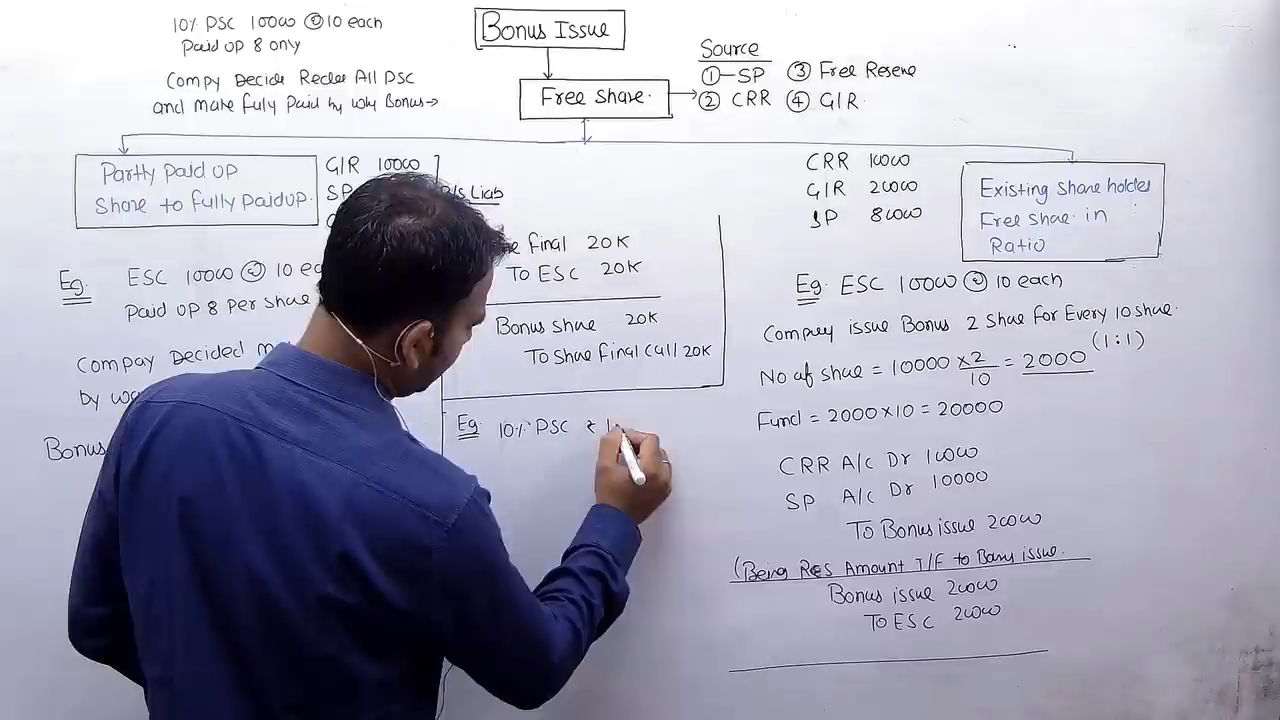 10% PSC 10000 @ 10 each
Paid up 8 only
Compy Decide Redee All PSC
and make fully Paid by way Bonus→
Bonus Issue
Free share.
Source
① SP ③ Free Reseve
② CRR ④ GIR
Partly Paid up
share to fully Paidup.
GIR 10000
SP
B/s Liab
Final 20K
To ESC 20K
Bonus share 20K
To share final call 20K
Eg. ESC 10000 @ 10
Paid up 8 Per share
Compay Decided
by
Bonus
Eg. 10% PSC ₹ 1
CRR 10000
GIR 20000
SP 80000
Existing share holder
Free shae in
Ratio
Eg. ESC 10000 @ 10 each
Company issue Bonus 2 Share For Every 10 share.
(1:1)
No of shae = 10000 × 2/10 = 2000
Fund = 2000×10 = 20000
CRR A/c Dr 10000
SP A/c Dr 10000
To Bonus issue 20000
(Being Res Amount T/F to Bonus issue.
Bonus issue 20000
To ESC 20000